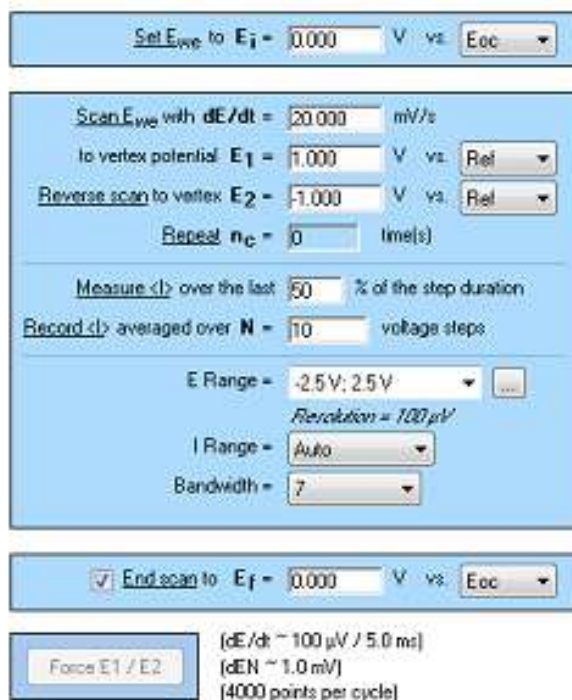 Set Ewe to Ei = 0.000 V vs. Eoc
Scan Ewe with dE/dt = 20.000 mV/s
to vertex potential E1 = 1.000 V vs. Ref
Reverse scan to vertex E2 = -1.000 V vs. Ref
Repeat nc = 0 time(s)
Measure <I> over the last 50 % of the step duration
Record <I> averaged over N = 10 voltage steps
E Range = -2.5 V; 2.5 V ...
Resolution = 100 µV
I Range = Auto
Bandwidth = 7
End scan to Ef = 0.000 V vs. Eoc
Force E1 / E2
(dE/dt ~ 100 µV / 5.0 ms)
(dEN ~ 1.0 mV)
(4000 points per cycle)